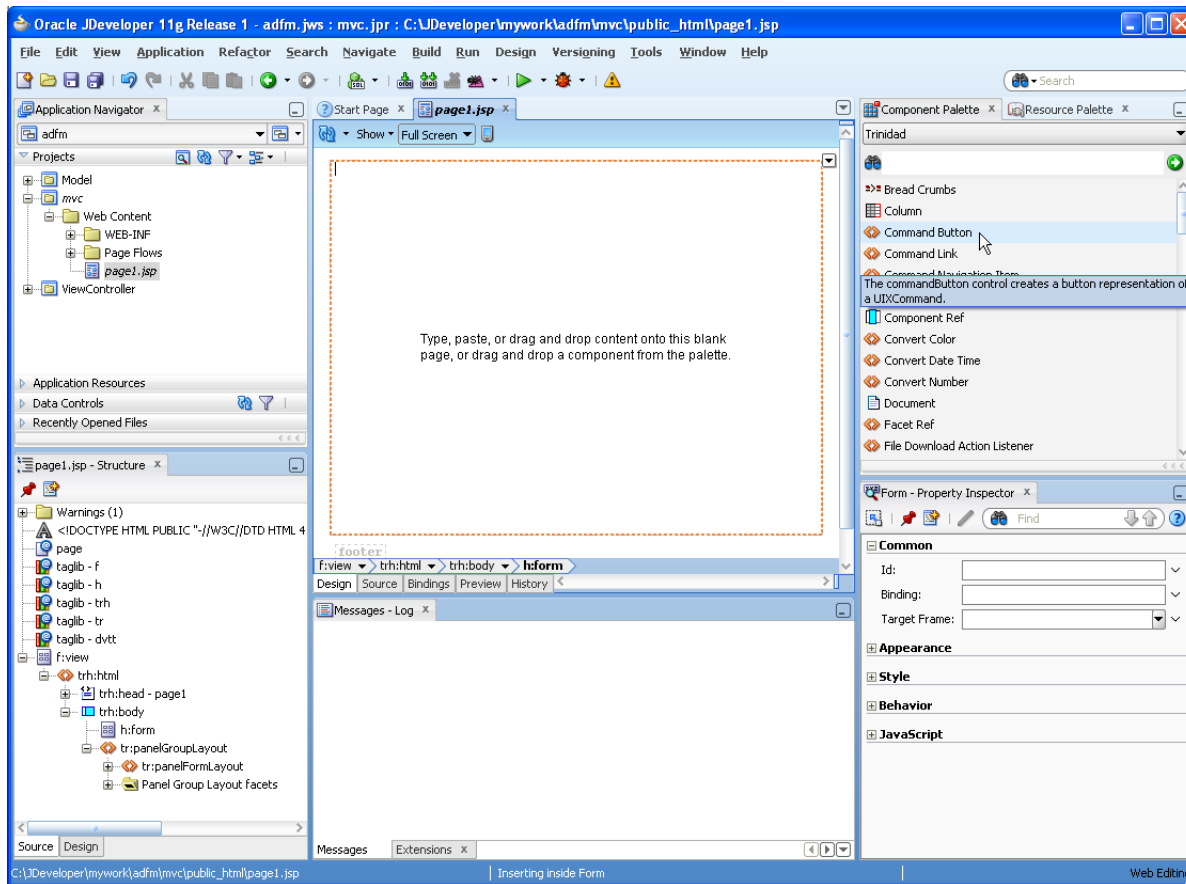 Oracle JDeveloper 11g Release 1 - adfm.jws : mvc.jpr : C:\JDeveloper\mywork\adfm\mvc\public_html\page1.jsp
File Edit View Application Refactor Search Navigate Build Run Design Versioning Tools Window Help
Search
Application Navigator
adfm
Projects
Model
mvc
Web Content
WEB-INF
Page Flows
page1.jsp
ViewController
Application Resources
Data Controls
Recently Opened Files
page1.jsp - Structure
Warnings (1)
<!DOCTYPE HTML PUBLIC "-//W3C//DTD HTML 4
page
taglib - f
taglib - h
taglib - trh
taglib - tr
taglib - dvtt
f:view
trh:html
trh:head - page1
trh:body
h:form
tr:panelGroupLayout
tr:panelFormLayout
Panel Group Layout facets
Source Design
Start Page page1.jsp
Show Full Screen
Type, paste, or drag and drop content onto this blank
page, or drag and drop a component from the palette.
footer
f:view trh:html trh:body h:form
Design Source Bindings Preview History
Messages - Log
Messages Extensions
Component Palette Resource Palette
Trinidad
Bread Crumbs
Column
Command Button
Command Link
Command Navigation Item
The commandButton control creates a button representation of
a UIXCommand.
Component Ref
Convert Color
Convert Date Time
Convert Number
Document
Facet Ref
File Download Action Listener
Form - Property Inspector
Find
Common
Id:
Binding:
Target Frame:
Appearance
Style
Behavior
JavaScript
C:\JDeveloper\mywork\adfm\mvc\public_html\page1.jsp Inserting inside Form Web Editing